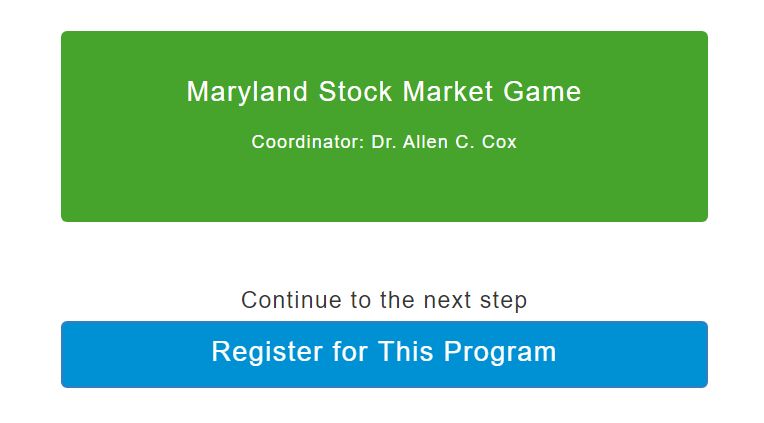 Maryland Stock Market Game
Coordinator: Dr. Allen C. Cox
Continue to the next step
Register for This Program